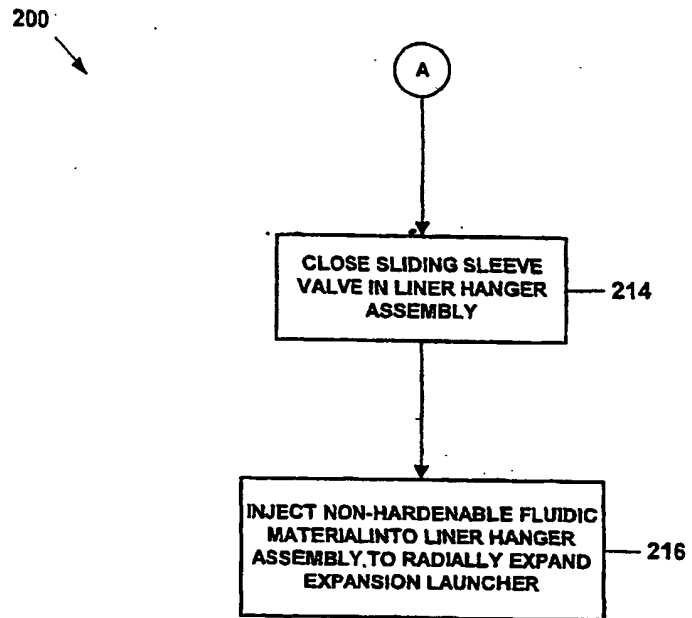 200
A
CLOSE SLIDING SLEEVE
VALVE IN LINER HANGER
ASSEMBLY
214
INJECT NON-HARDENABLE FLUIDIC
MATERIALINTO LINER HANGER
ASSEMBLY.TO RADIALLY EXPAND
EXPANSION LAUNCHER
216